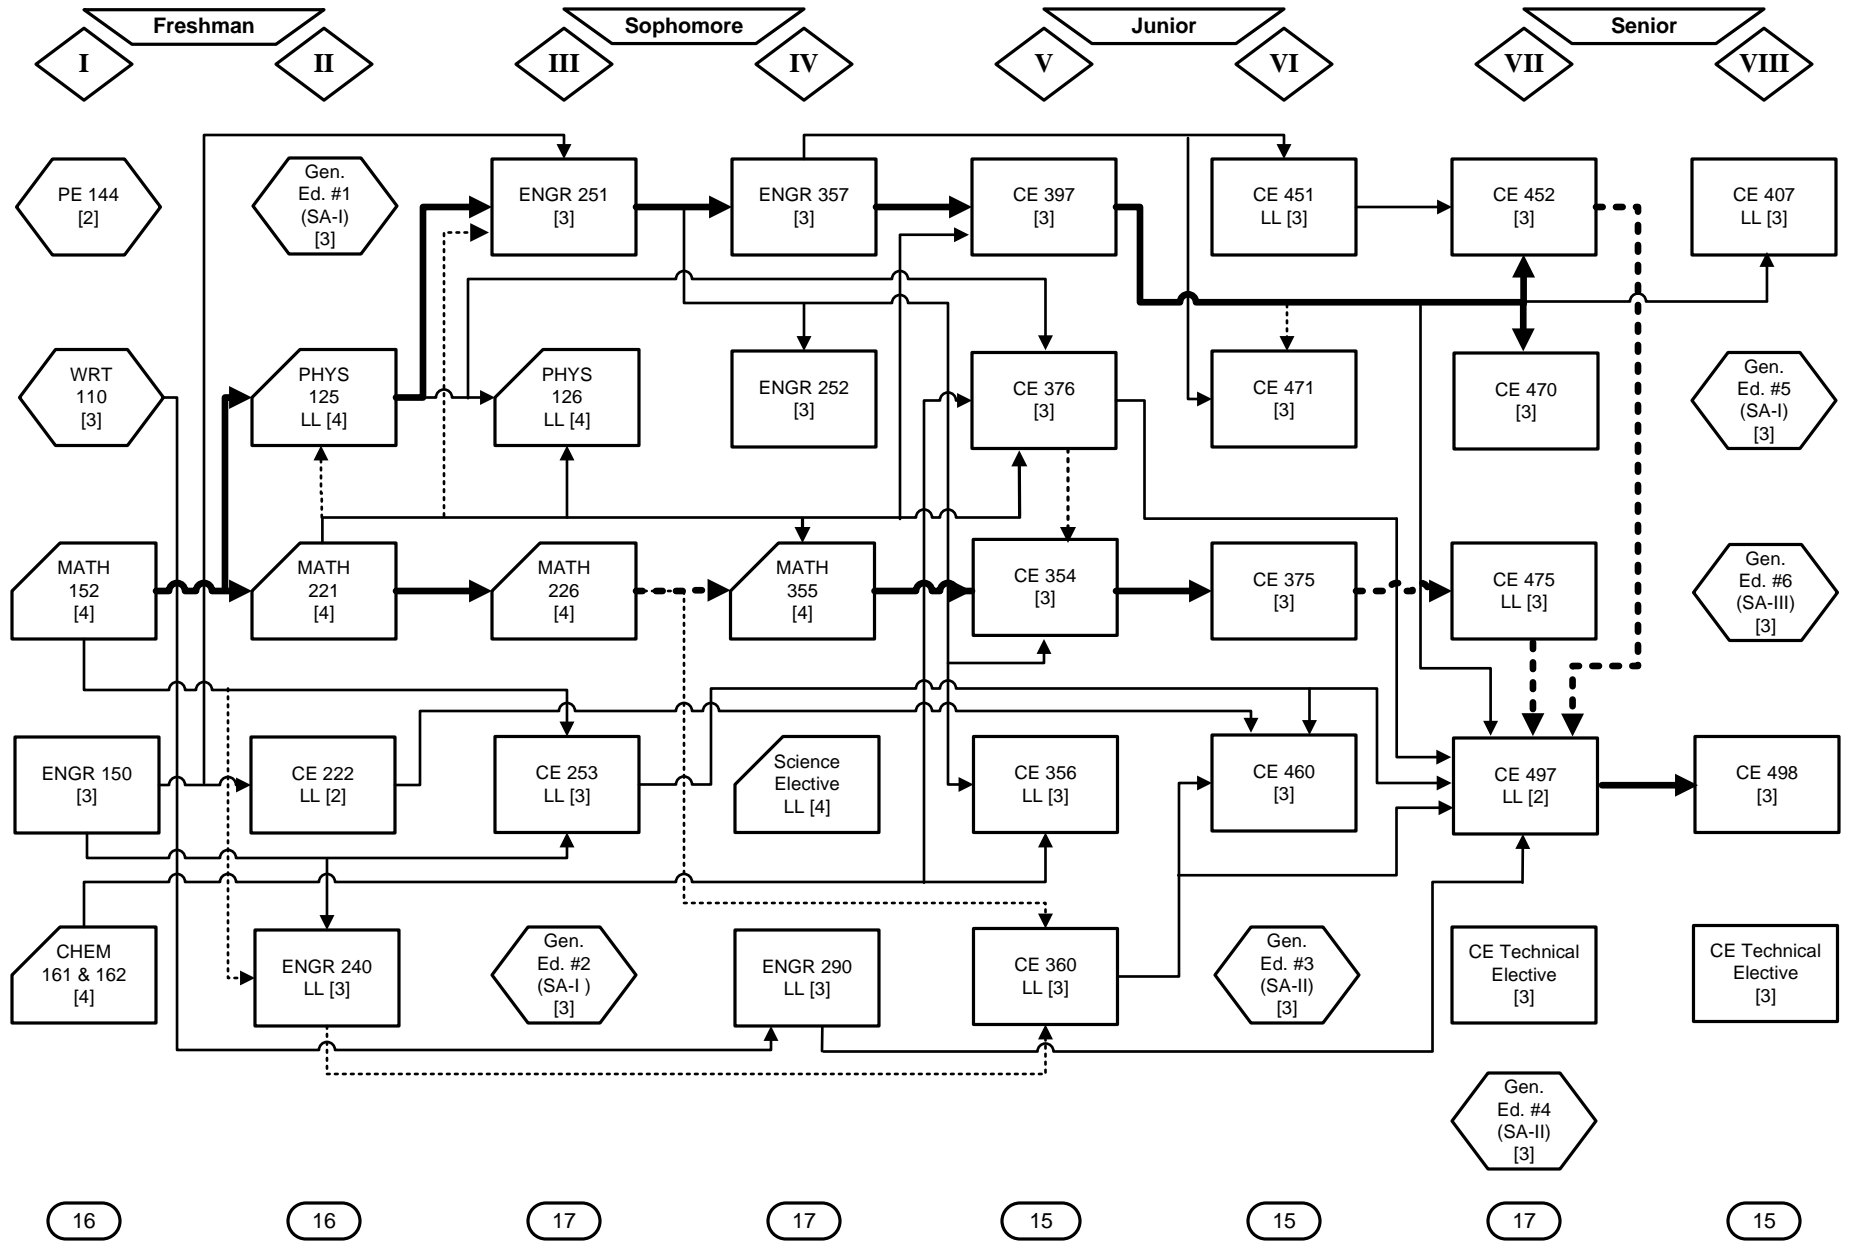 Freshman
Sophomore
Junior
Senior
I
II
III
IV
V
VI
VII
VIII
PE 144
[2]
Gen.
Ed. #1
(SA-I)
[3]
ENGR 251
[3]
ENGR 357
[3]
CE 397
[3]
CE 451
LL [3]
CE 452
[3]
CE 407
LL [3]
WRT
110
[3]
PHYS
125
LL [4]
PHYS
126
LL [4]
ENGR 252
[3]
CE 376
[3]
CE 471
[3]
CE 470
[3]
Gen.
Ed. #5
(SA-I)
[3]
MATH
152
[4]
MATH
221
[4]
MATH
226
[4]
MATH
355
[4]
CE 354
[3]
CE 375
[3]
CE 475
LL [3]
Gen.
Ed. #6
(SA-III)
[3]
ENGR 150
[3]
CE 222
LL [2]
CE 253
LL [3]
Science
Elective
LL [4]
CE 356
LL [3]
CE 460
[3]
CE 497
LL [2]
CE 498
[3]
CHEM
161 & 162
[4]
ENGR 240
LL [3]
Gen.
Ed. #2
(SA-I )
[3]
ENGR 290
LL [3]
CE 360
LL [3]
Gen.
Ed. #3
(SA-II)
[3]
CE Technical
Elective
[3]
CE Technical
Elective
[3]
Gen.
Ed. #4
(SA-II)
[3]
16
16
17
17
15
15
17
15